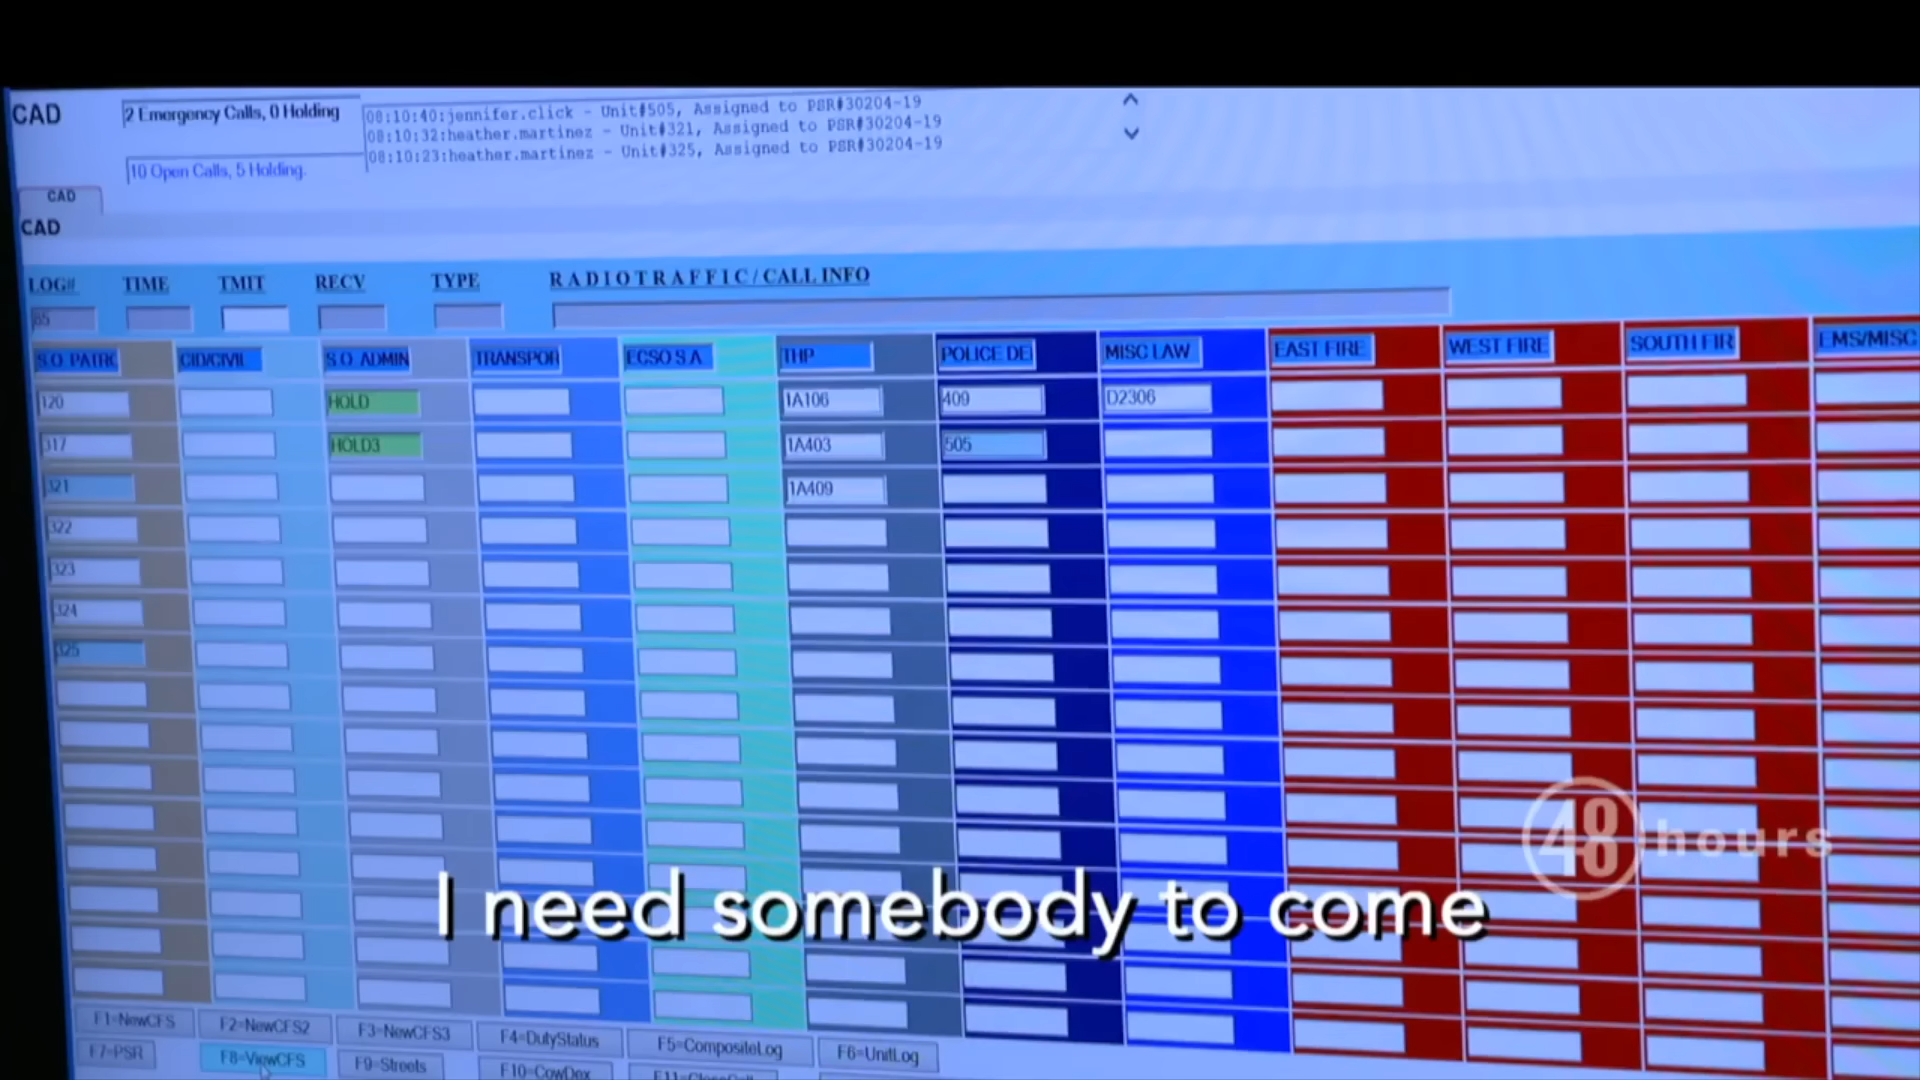 CAD
2 Emergency Calls, 0 Holding
08:10:40:jennifer.click - Unit#505, Assigned to PSR#30204-19
08:10:32:heather.martinez - Unit#321, Assigned to PSR#30204-19
08:10:23:heather.martinez - Unit#325, Assigned to PSR#30204-19
10 Open Calls, 5 Holding.
CAD
CAD
LOG# TIME TMIT RECV TYPE RADIOTRAFFIC/CALL INFO
85
S.O. PATRO CID/CIVIL S.O. ADMIN TRANSPOR ECSO S.A. THP POLICE DE MISC LAW EAST FIRE WEST FIRE SOUTH FIR EMS/MISC
120 HOLD 1A106 409 D2306
317 HOLD3 1A403 505
321 1A409
322
323
324
325
48 hours
I need somebody to come
F1=NewCFS F2=NewCFS2 F3=NewCFS3 F4=DutyStatus F5=CompositeLog F6=UnitLog
F7=PSR F8=ViewCFS F9=Streets F10=CowDex